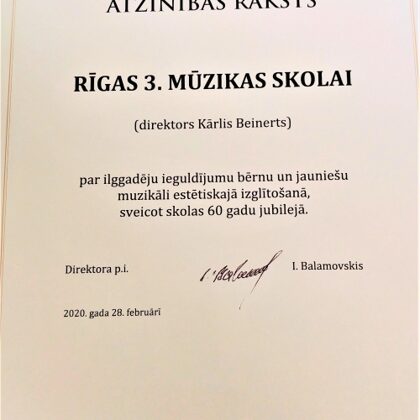 ATZINĪBAS RAKSTS
RĪGAS 3. MŪZIKAS SKOLAI
(direktors Kārlis Beinerts)
par ilggadēju ieguldījumu bērnu un jauniešu
muzikāli estētiskajā izglītošanā,
sveicot skolas 60 gadu jubilejā.
Direktora p.i. I. Balamovskis
2020. gada 28. februārī